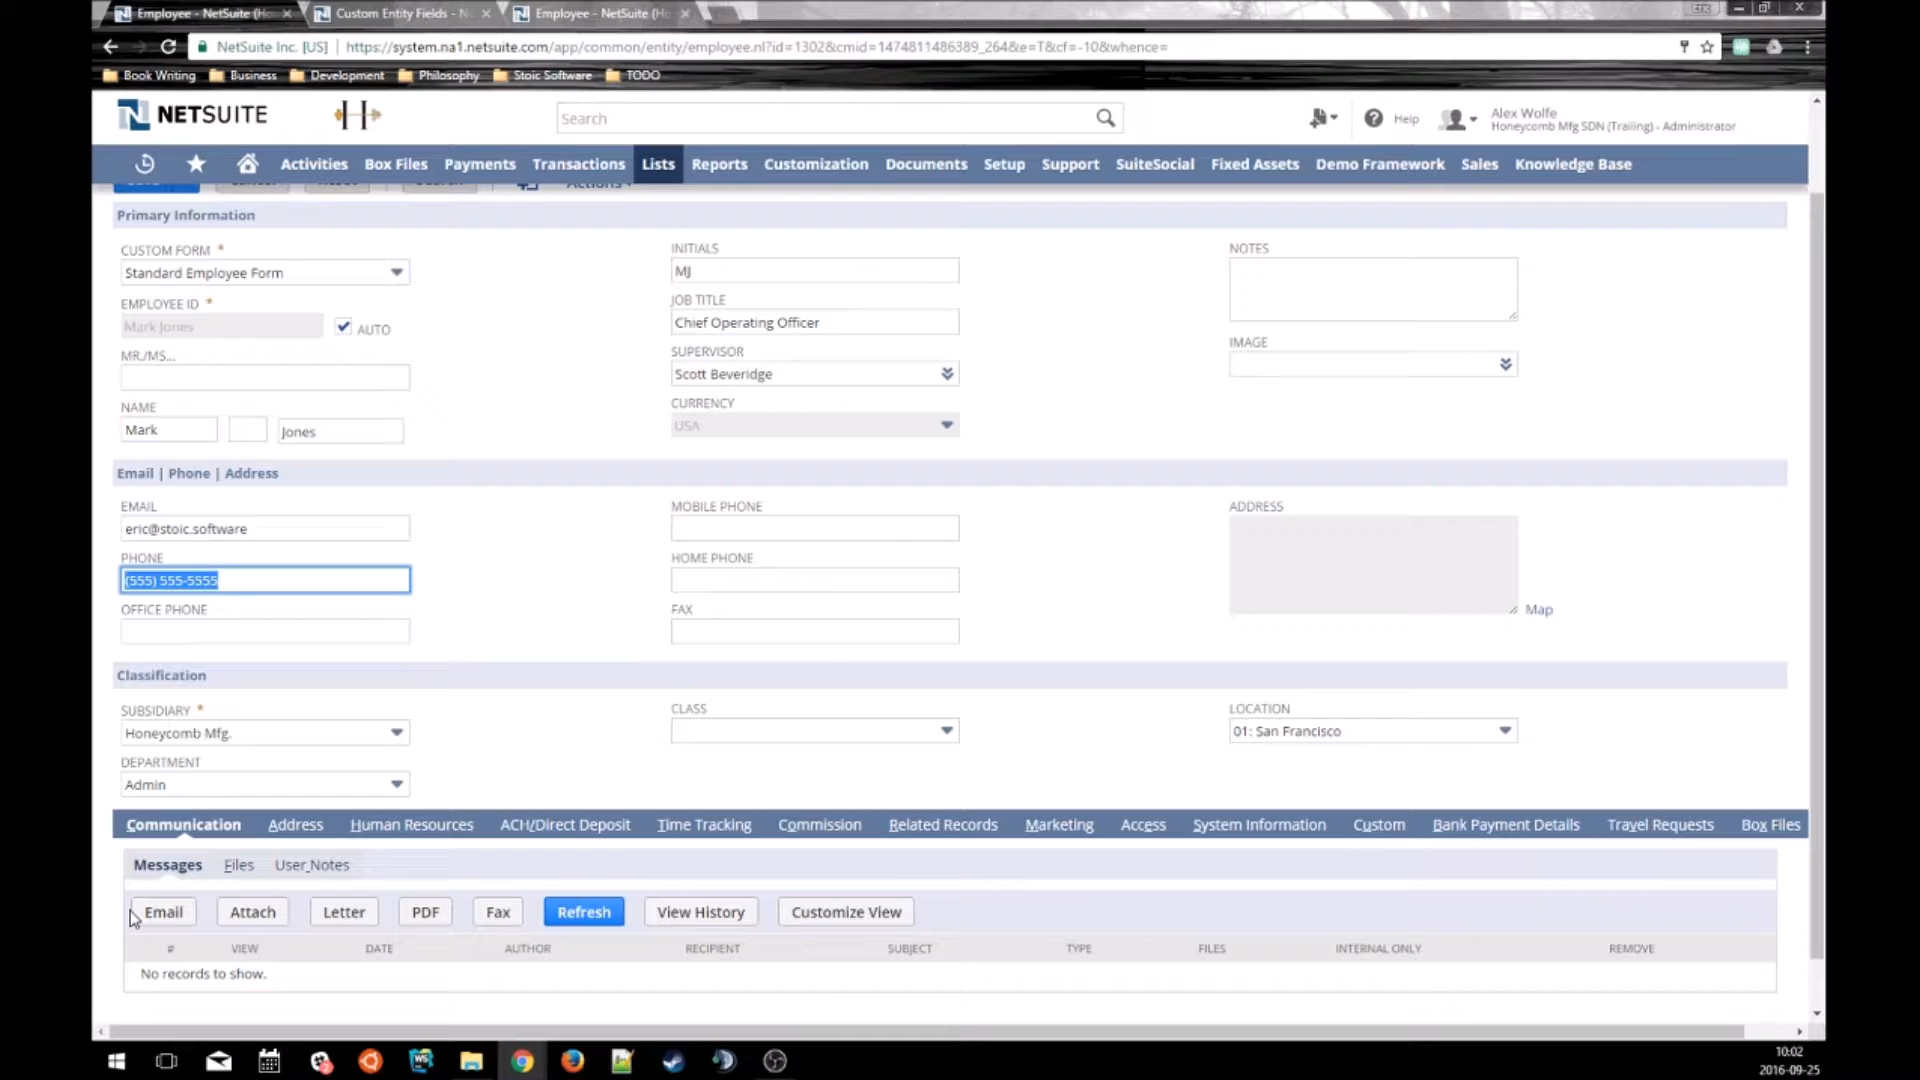 Employee - NetSuite (Ho
Custom Entity Fields - N
Employee - NetSuite (Ho
NetSuite Inc. [US] | https://system.na1.netsuite.com/app/common/entity/employee.nl?id=1302&cmid=1474811486389_264&e=T&cf=-10&whence=
Book Writing Business Development Philosophy Stoic Software TODO
NETSUITE
Search
Help
Alex Wolfe
Honeycomb Mfg SDN (Trailing) - Administrator
Activities Box Files Payments Transactions Lists Reports Customization Documents Setup Support SuiteSocial Fixed Assets Demo Framework Sales Knowledge Base
Actions
Primary Information
CUSTOM FORM *
Standard Employee Form
EMPLOYEE ID *
Mark Jones
AUTO
MR./MS...
NAME
Mark
Jones
INITIALS
MJ
JOB TITLE
Chief Operating Officer
SUPERVISOR
Scott Beveridge
CURRENCY
USA
NOTES
IMAGE
Email | Phone | Address
EMAIL
eric@stoic.software
PHONE
(555) 555-5555
OFFICE PHONE
MOBILE PHONE
HOME PHONE
FAX
ADDRESS
Map
Classification
SUBSIDIARY *
Honeycomb Mfg.
DEPARTMENT
Admin
CLASS
LOCATION
01: San Francisco
Communication Address Human Resources ACH/Direct Deposit Time Tracking Commission Related Records Marketing Access System Information Custom Bank Payment Details Travel Requests Box Files
Messages Files User Notes
Email Attach Letter PDF Fax Refresh View History Customize View
# VIEW DATE AUTHOR RECIPIENT SUBJECT TYPE FILES INTERNAL ONLY REMOVE
No records to show.
10:02
2016-09-25